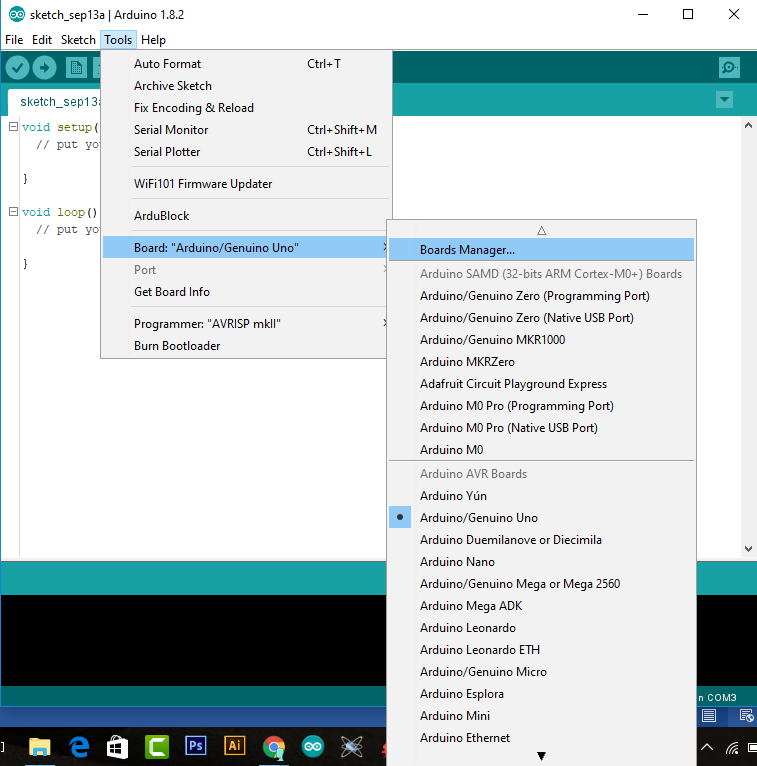 sketch_sep13a | Arduino 1.8.2
File Edit Sketch Tools Help
Auto Format Ctrl+T
Archive Sketch
Fix Encoding & Reload
Serial Monitor Ctrl+Shift+M
Serial Plotter Ctrl+Shift+L
WiFi101 Firmware Updater
ArduBlock
Board: "Arduino/Genuino Uno"
Port
Get Board Info
Programmer: "AVRISP mkII"
Burn Bootloader
sketch_sep13a
void setup(
// put you
}
void loop()
// put you
}
Boards Manager...
Arduino SAMD (32-bits ARM Cortex-M0+) Boards
Arduino/Genuino Zero (Programming Port)
Arduino/Genuino Zero (Native USB Port)
Arduino/Genuino MKR1000
Arduino MKRZero
Adafruit Circuit Playground Express
Arduino M0 Pro (Programming Port)
Arduino M0 Pro (Native USB Port)
Arduino M0
Arduino AVR Boards
Arduino Yún
Arduino/Genuino Uno
Arduino Duemilanove or Diecimila
Arduino Nano
Arduino/Genuino Mega or Mega 2560
Arduino Mega ADK
Arduino Leonardo
Arduino Leonardo ETH
Arduino/Genuino Micro
Arduino Esplora
Arduino Mini
Arduino Ethernet
n COM3
Ps Ai